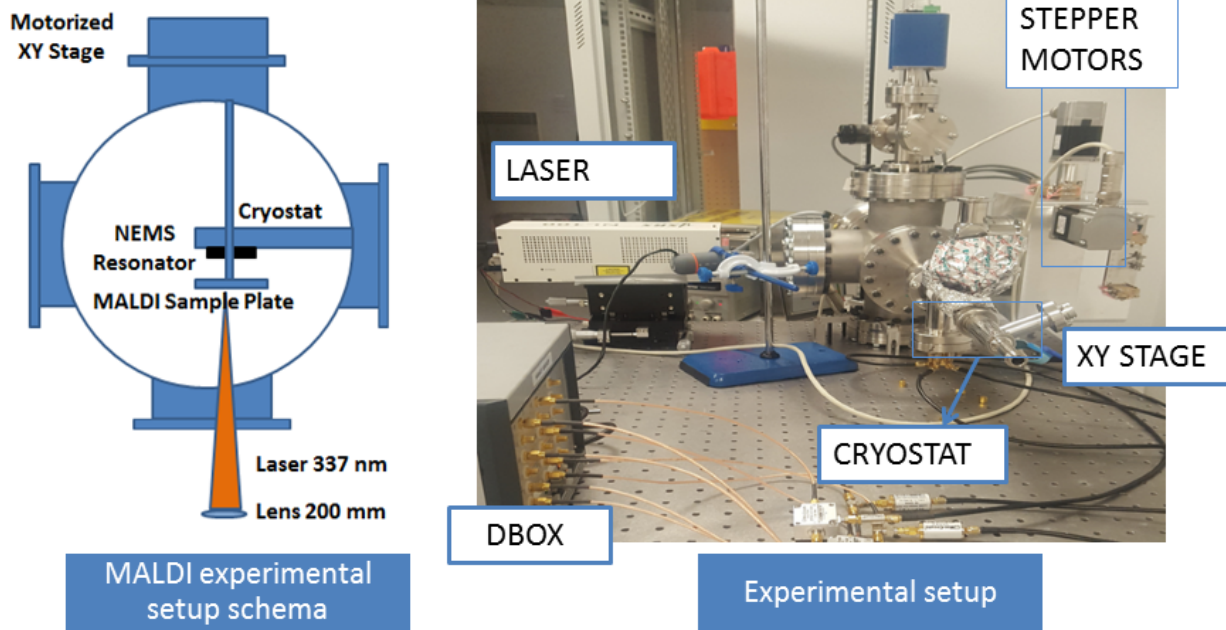 Motorized
XY Stage
Cryostat
NEMS
Resonator
MALDI Sample Plate
Laser 337 nm
Lens 200 mm
MALDI experimental
setup schema
STEPPER
MOTORS
LASER
XY STAGE
CRYOSTAT
DBOX
Experimental setup